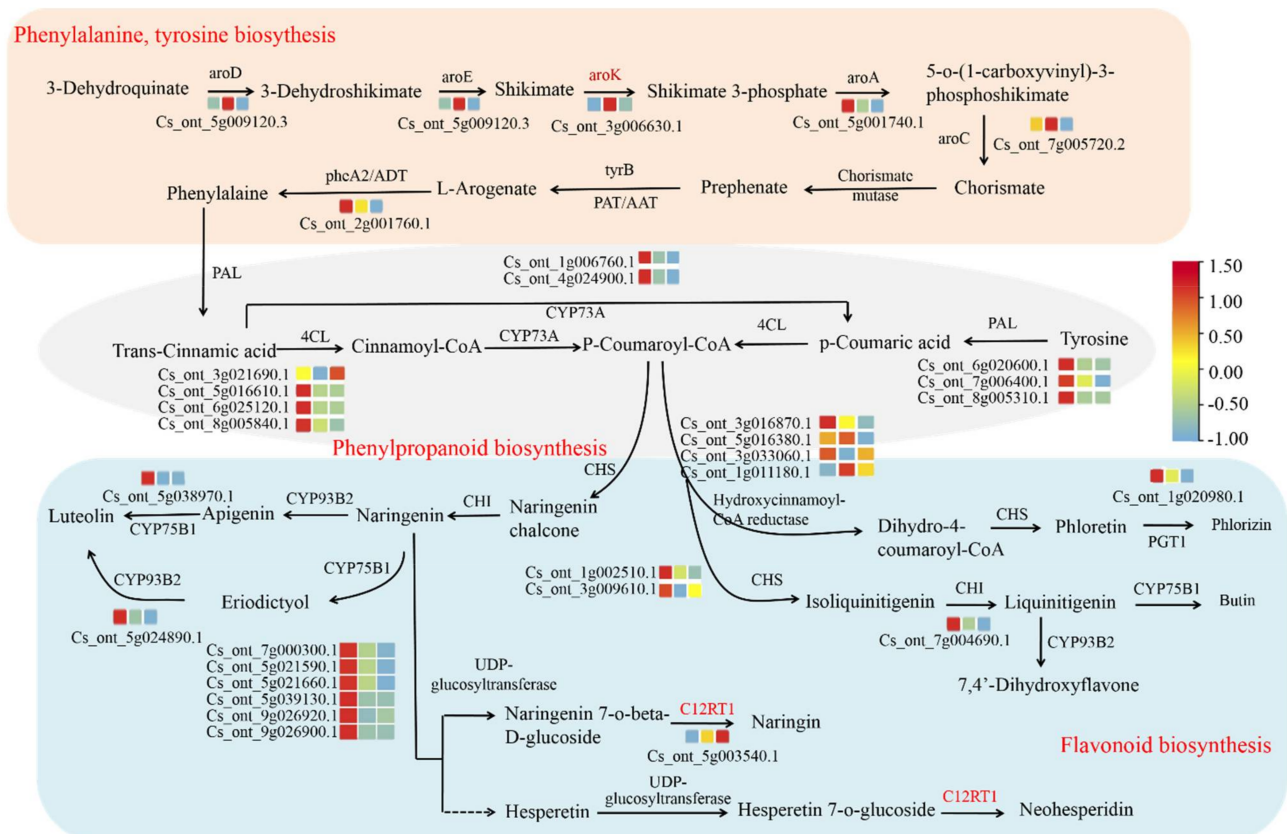 Phenylalanine, tyrosine biosythesis
3-Dehydroquinate
aroD
Cs_ont_5g009120.3
3-Dehydroshikimate
aroE
Cs_ont_5g009120.3
Shikimate
aroK
Cs_ont_3g006630.1
Shikimate 3-phosphate
aroA
Cs_ont_5g001740.1
5-o-(1-carboxyvinyl)-3-
phosphoshikimate
aroC
Cs_ont_7g005720.2
Phenylalaine
phcA2/ADT
Cs_ont_2g001760.1
L-Arogenate
tyrB
PAT/AAT
Prephenate
Chorismate
mutase
Chorismate
PAL
Cs_ont_1g006760.1
Cs_ont_4g024900.1
CYP73A
Trans-Cinnamic acid
4CL
Cinnamoyl-CoA
CYP73A
P-Coumaroyl-CoA
4CL
p-Coumaric acid
PAL
Tyrosine
Cs_ont_3g021690.1
Cs_ont_5g016610.1
Cs_ont_6g025120.1
Cs_ont_8g005840.1
Cs_ont_6g020600.1
Cs_ont_7g006400.1
Cs_ont_8g005310.1
1.50
1.00
0.50
0.00
-0.50
-1.00
Phenylpropanoid biosynthesis
Cs_ont_3g016870.1
Cs_ont_5g016380.1
Cs_ont_3g033060.1
Cs_ont_1g011180.1
Cs_ont_5g038970.1
Luteolin
CYP75B1
Apigenin
CYP93B2
Naringenin
CHI
Naringenin
chalcone
CHS
Hydroxycinnamoyl-
CoA reductase
Dihydro-4-
coumaroyl-CoA
CHS
Phloretin
Cs_ont_1g020980.1
PGT1
Phlorizin
CYP93B2
Cs_ont_5g024890.1
Eriodictyol
CYP75B1
Cs_ont_1g002510.1
Cs_ont_3g009610.1
CHS
Isoliquinitigenin
CHI
Cs_ont_7g004690.1
Liquinitigenin
CYP75B1
Butin
CYP93B2
7,4’-Dihydroxyflavone
Cs_ont_7g000300.1
Cs_ont_5g021590.1
Cs_ont_5g021660.1
Cs_ont_5g039130.1
Cs_ont_9g026920.1
Cs_ont_9g026900.1
UDP-
glucosyltransferase
Naringenin 7-o-beta-
D-glucoside
C12RT1
Cs_ont_5g003540.1
Naringin
Flavonoid biosynthesis
Hesperetin
UDP-
glucosyltransferase
Hesperetin 7-o-glucoside
C12RT1
Neohesperidin